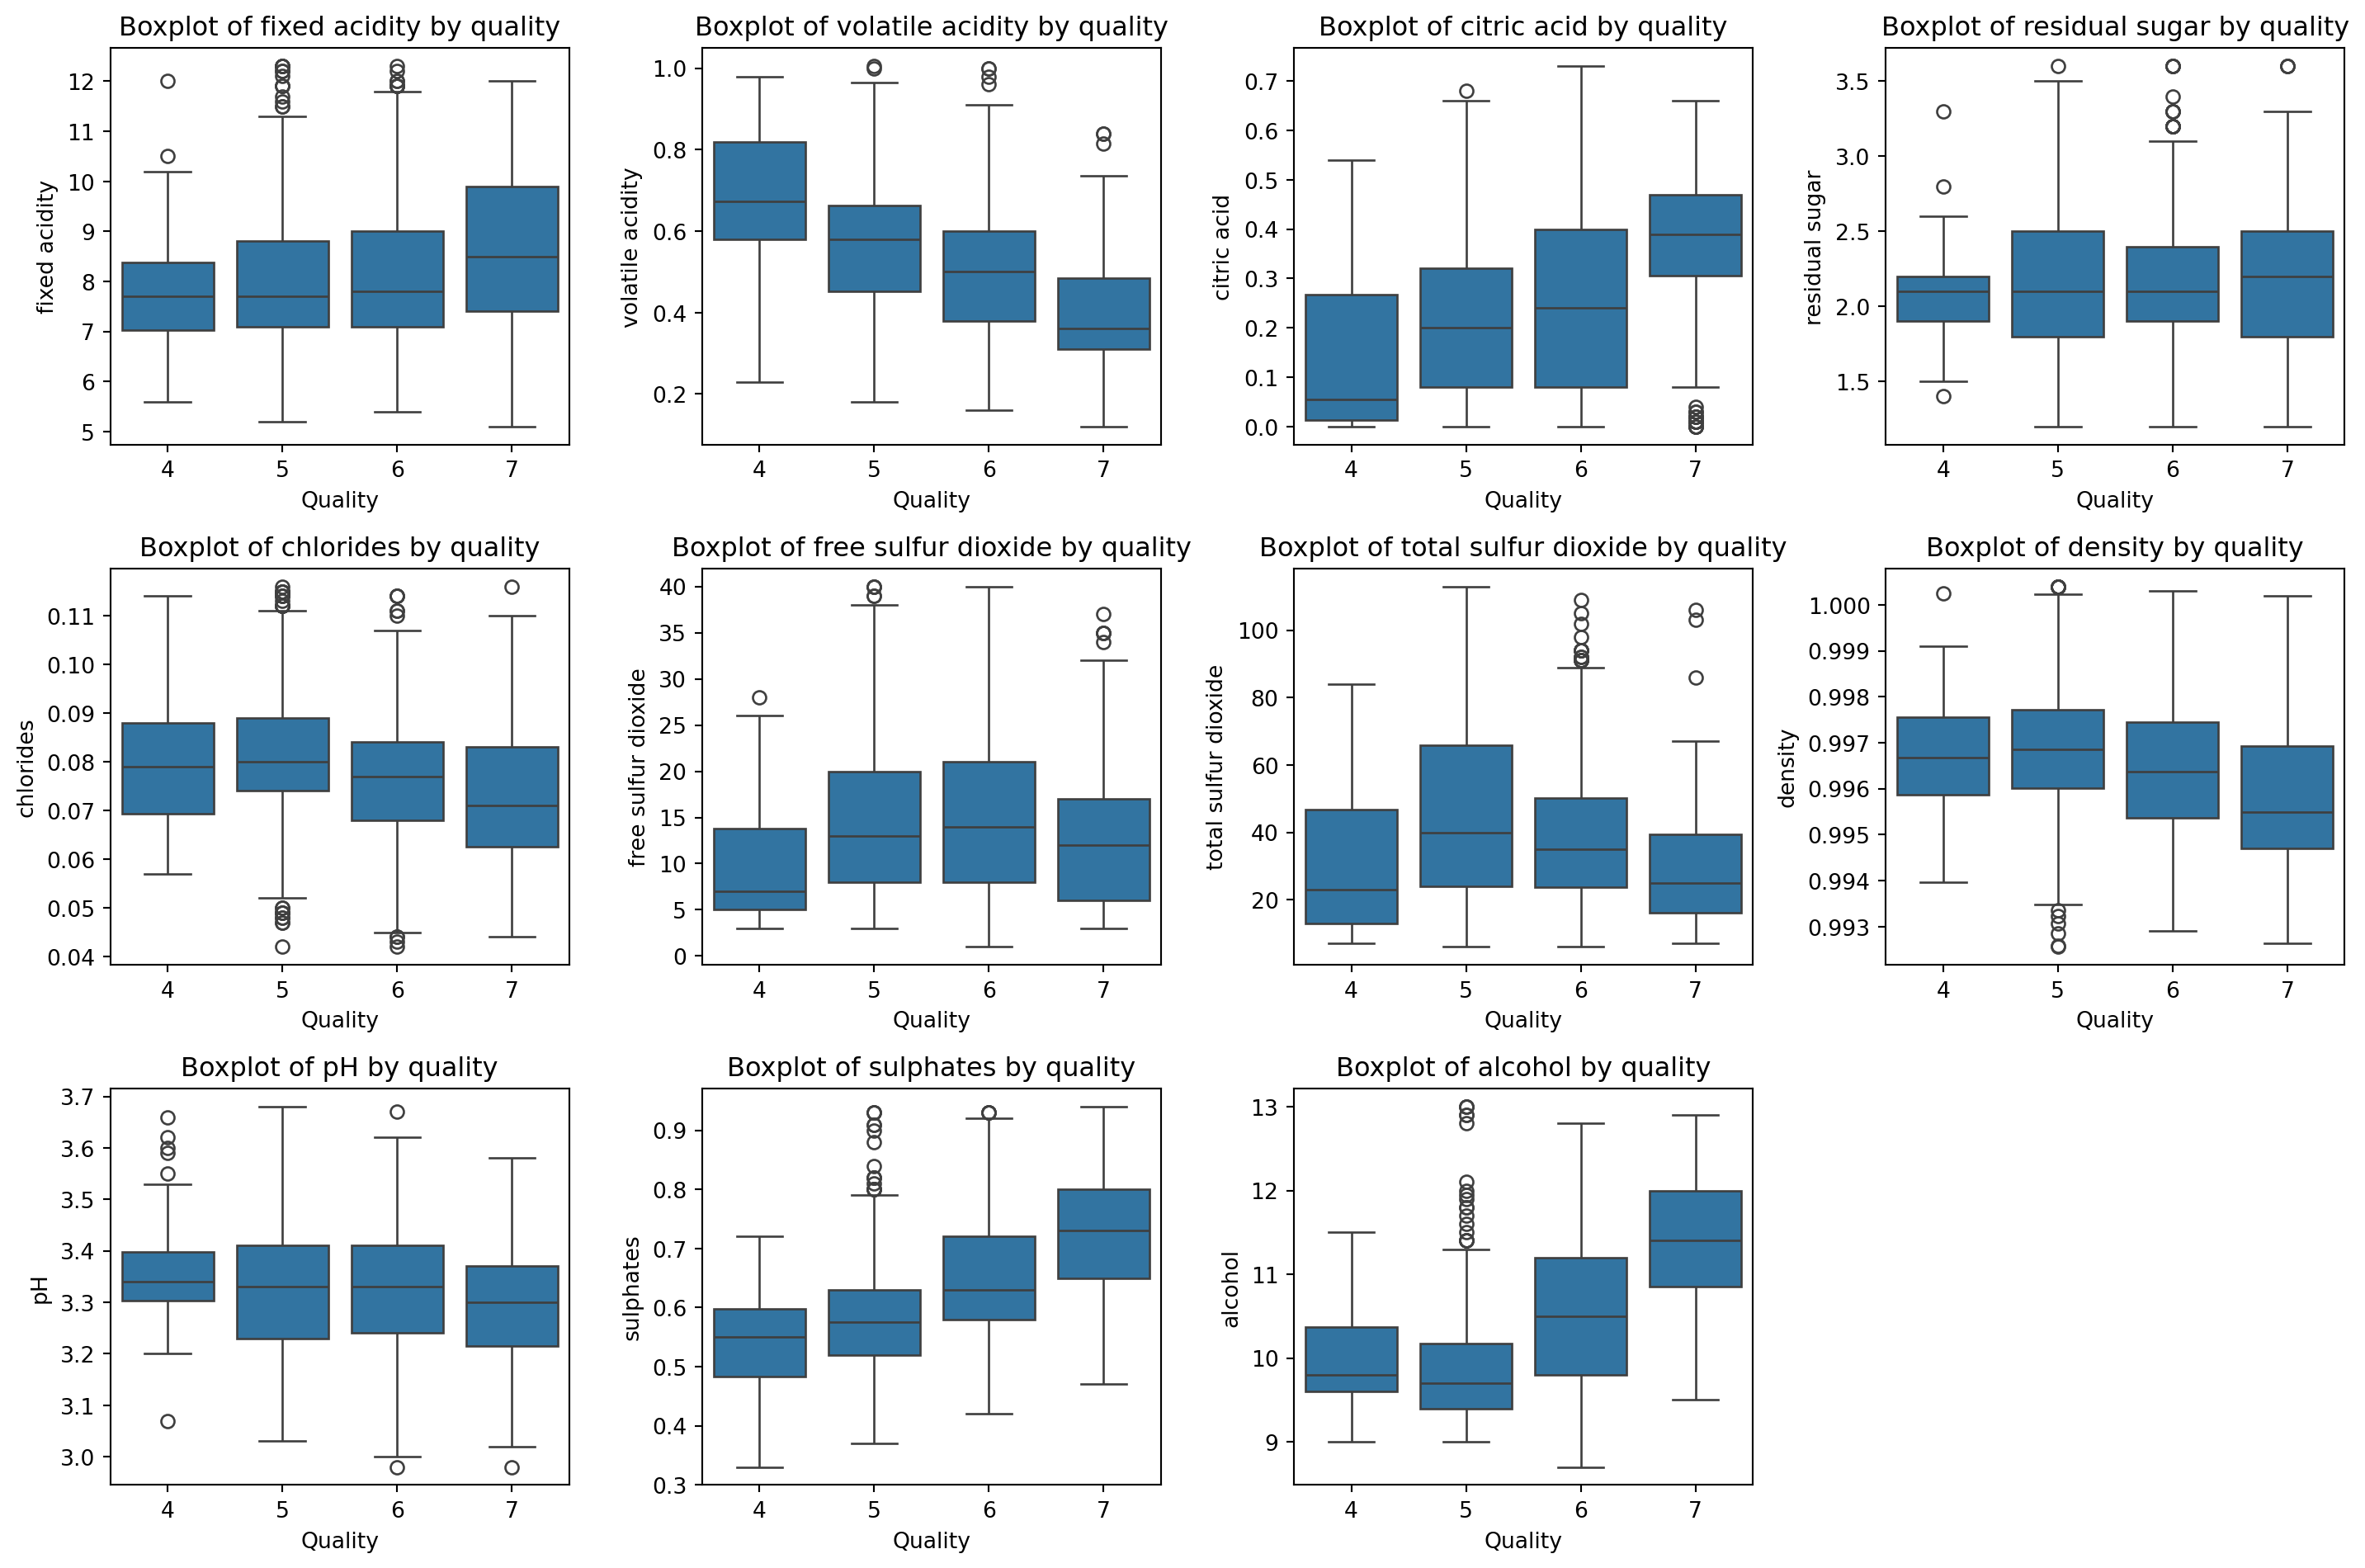 Boxplot of fixed acidity by quality
12
11
10
9
8
7
6
5
fixed acidity
4 5 6 7
Quality
Boxplot of volatile acidity by quality
1.0
0.8
0.6
0.4
0.2
volatile acidity
4 5 6 7
Quality
Boxplot of citric acid by quality
0.7
0.6
0.5
0.4
0.3
0.2
0.1
0.0
citric acid
4 5 6 7
Quality
Boxplot of residual sugar by quality
3.5
3.0
2.5
2.0
1.5
residual sugar
4 5 6 7
Quality
Boxplot of chlorides by quality
0.11
0.10
0.09
0.08
0.07
0.06
0.05
0.04
chlorides
4 5 6 7
Quality
Boxplot of free sulfur dioxide by quality
40
35
30
25
20
15
10
5
0
free sulfur dioxide
4 5 6 7
Quality
Boxplot of total sulfur dioxide by quality
100
80
60
40
20
total sulfur dioxide
4 5 6 7
Quality
Boxplot of density by quality
1.000
0.999
0.998
0.997
0.996
0.995
0.994
0.993
density
4 5 6 7
Quality
Boxplot of pH by quality
3.7
3.6
3.5
3.4
3.3
3.2
3.1
3.0
pH
4 5 6 7
Quality
Boxplot of sulphates by quality
0.9
0.8
0.7
0.6
0.5
0.4
0.3
sulphates
4 5 6 7
Quality
Boxplot of alcohol by quality
13
12
11
10
9
alcohol
4 5 6 7
Quality